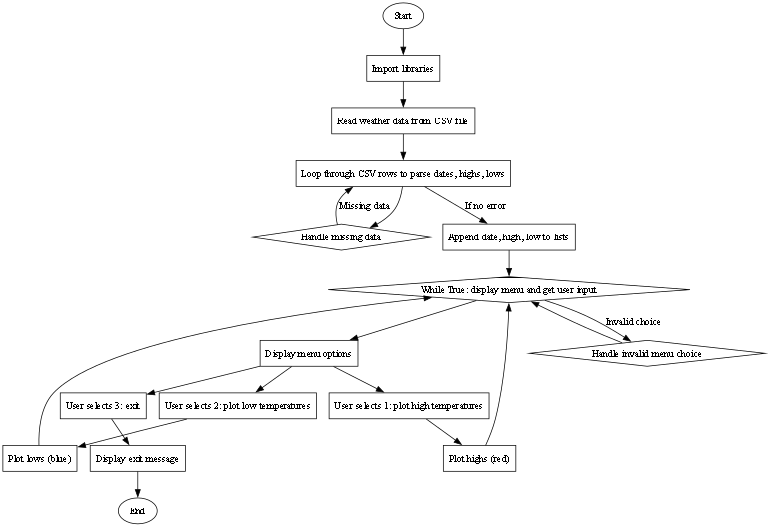 Start
Import libraries
Read weather data from CSV file
Loop through CSV rows to parse dates, highs, lows
Missing data
If no error
Handle missing data
Append date, high, low to lists
While True: display menu and get user input
Invalid choice
Display menu options
Handle invalid menu choice
User selects 3: exit
User selects 2: plot low temperatures
User selects 1: plot high temperatures
Plot lows (blue)
Display exit message
Plot highs (red)
End